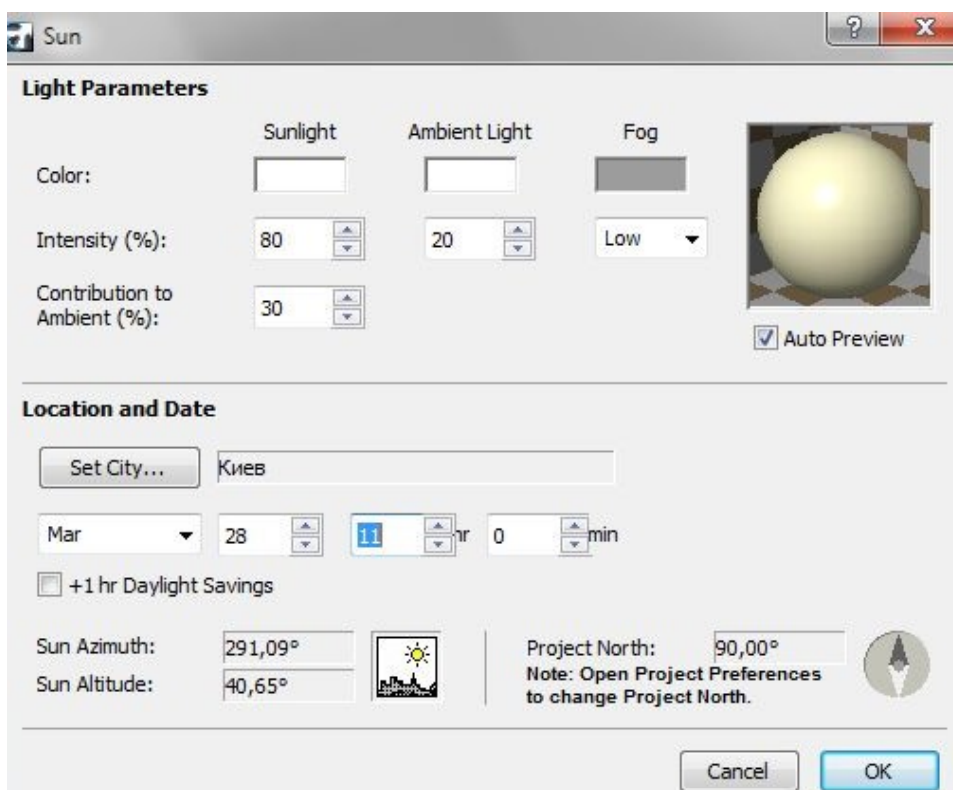 Sun
Light Parameters
Sunlight Ambient Light Fog
Color:
Intensity (%): 80 20 Low
Contribution to
Ambient (%): 30
Auto Preview
Location and Date
Set City... Киев
Mar 28 11 hr 0 min
+1 hr Daylight Savings
Sun Azimuth: 291,09° Project North: 90,00°
Note: Open Project Preferences
Sun Altitude: 40,65°
to change Project North.
Cancel OK